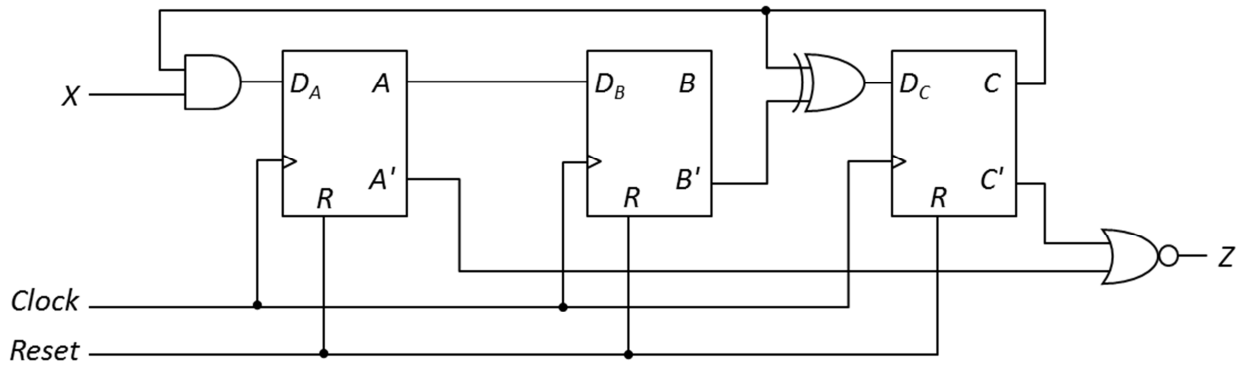 X
D_A A
A'
R
D_B B
B'
R
D_C C
C'
R
Z
Clock
Reset